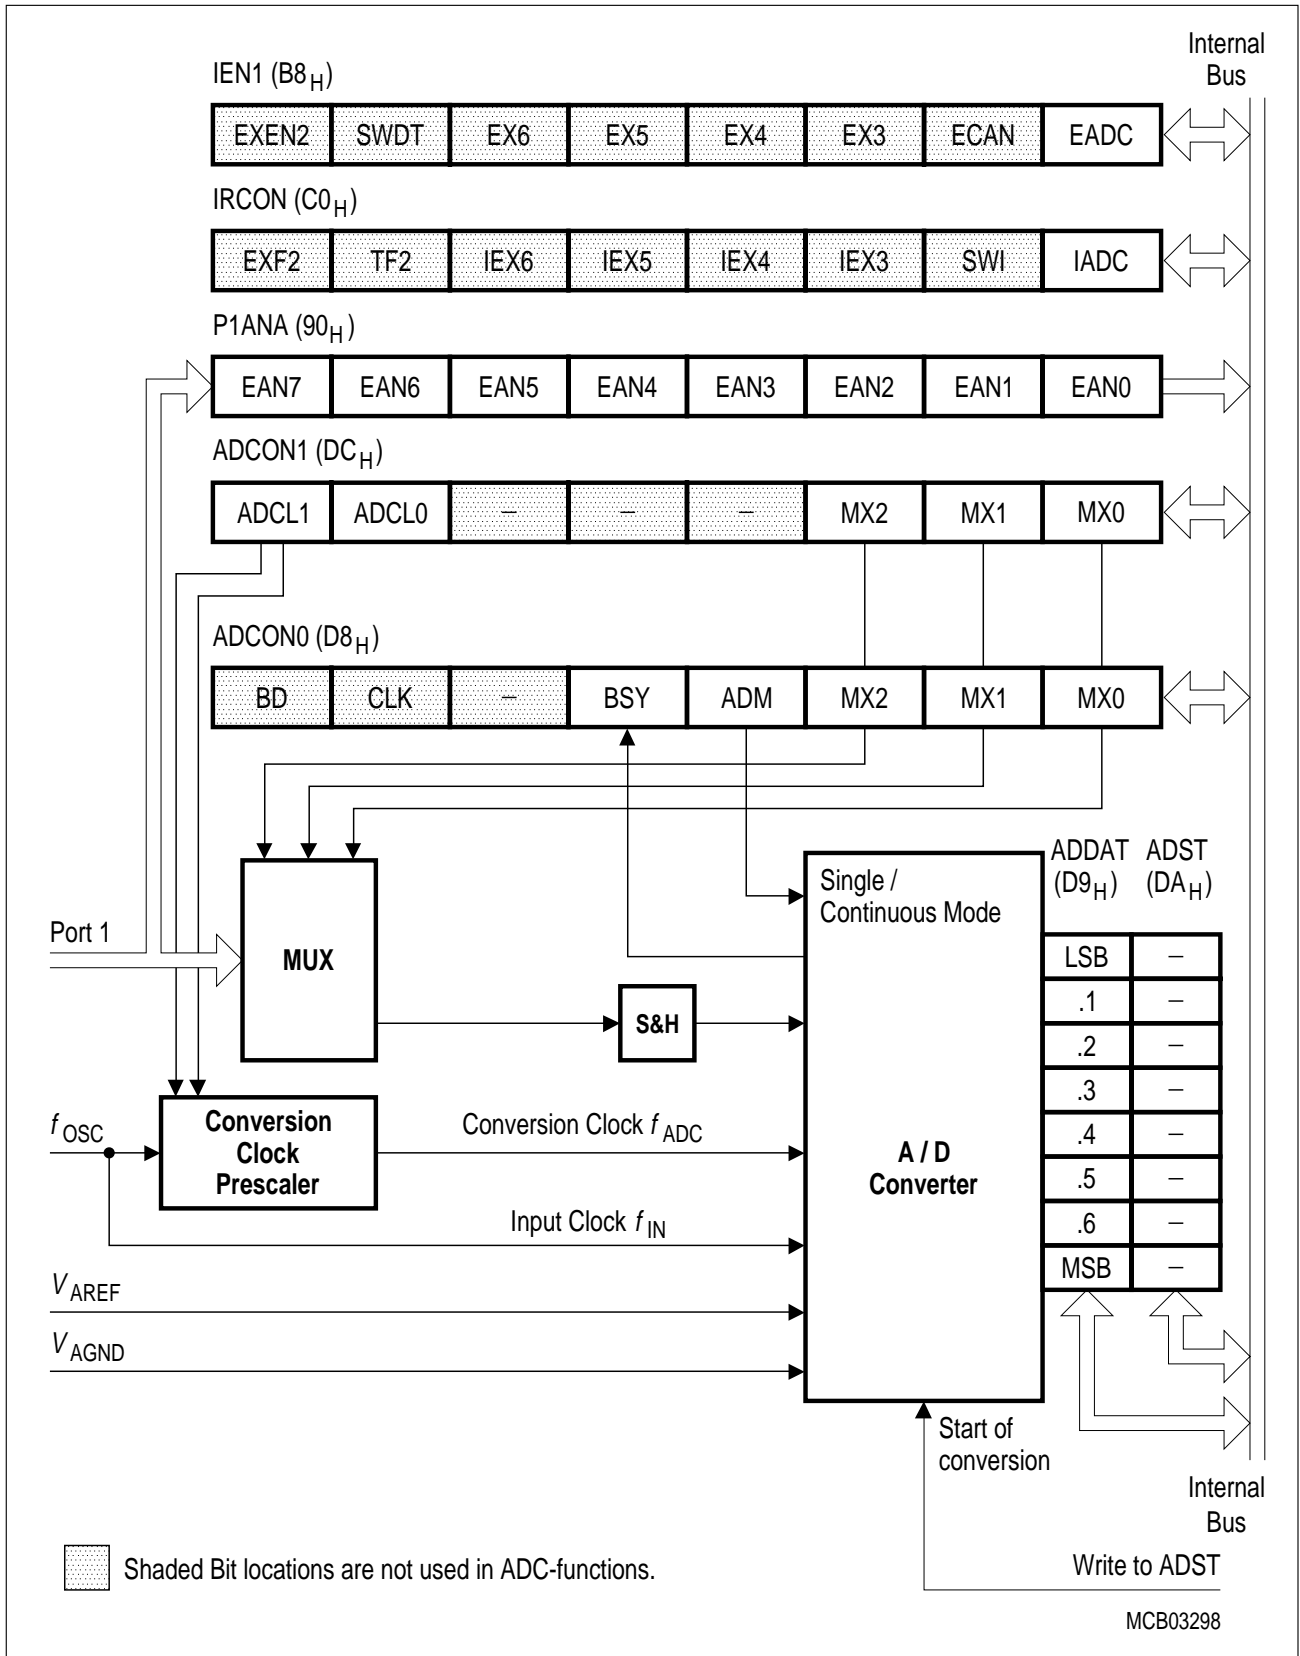 Internal
Bus
IEN1 (B8H)
EXEN2 SWDT EX6 EX5 EX4 EX3 ECAN EADC
IRCON (C0H)
EXF2 TF2 IEX6 IEX5 IEX4 IEX3 SWI IADC
P1ANA (90H)
EAN7 EAN6 EAN5 EAN4 EAN3 EAN2 EAN1 EAN0
ADCON1 (DCH)
ADCL1 ADCL0 – – – MX2 MX1 MX0
ADCON0 (D8H)
BD CLK – BSY ADM MX2 MX1 MX0
Single /
Continuous Mode
ADDAT ADST
(D9H) (DAH)
Port 1
MUX
S&H
LSB –
.1 –
.2 –
.3 –
.4 –
.5 –
.6 –
MSB –
fOSC
Conversion
Clock
Prescaler
Conversion Clock fADC
A / D
Converter
Input Clock fIN
VAREF
VAGND
Start of
conversion
Internal
Bus
Write to ADST
Shaded Bit locations are not used in ADC-functions.
MCB03298